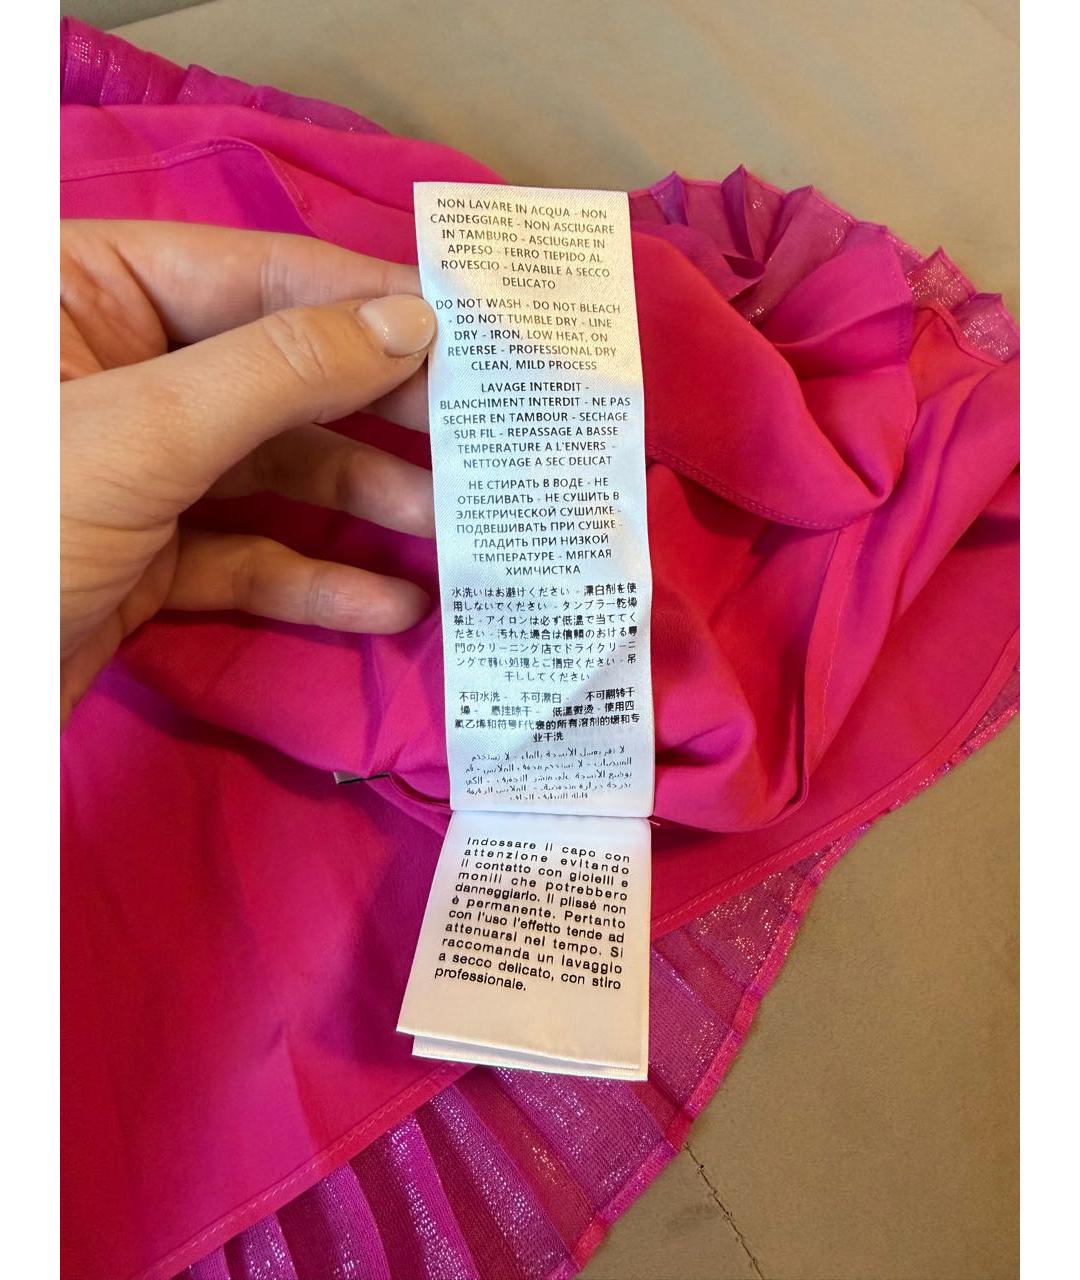 NON LAVARE IN ACQUA - NON
CANDEGGIARE - NON ASCIUGARE
IN TAMBURO - ASCIUGARE IN
APPESO - FERRO TIEPIDO AL
ROVESCIO - LAVABILE A SECCO
DELICATO
DO NOT WASH - DO NOT BLEACH
- DO NOT TUMBLE DRY - LINE
DRY - IRON, LOW HEAT, ON
REVERSE - PROFESSIONAL DRY
CLEAN, MILD PROCESS
LAVAGE INTERDIT -
BLANCHIMENT INTERDIT - NE PAS
SECHER EN TAMBOUR - SECHAGE
SUR FIL - REPASSAGE A BASSE
TEMPERATURE A L'ENVERS -
NETTOYAGE A SEC DELICAT
НЕ СТИРАТЬ В ВОДЕ - НЕ
ОТБЕЛИВАТЬ - НЕ СУШИТЬ В
ЭЛЕКТРИЧЕСКОЙ СУШИЛКЕ -
ПОДВЕШИВАТЬ ПРИ СУШКЕ -
ГЛАДИТЬ ПРИ НИЗКОЙ
ТЕМПЕРАТУРЕ - МЯГКАЯ
ХИМЧИСТКА
水洗いはお避けください - 漂白剤を使
用しないでください - タンブラー乾燥
禁止 - アイロンは必ず低温で当ててく
ださい - 汚れた場合は信頼のおける専
門のクリーニング店でドライクリーニ
ングで弱い処理とご指定ください - 吊
干ししてください
不可水洗 - 不可漂白 - 不可翻转干
燥 - 悬挂晾干 - 低温熨烫 - 使用四
氯乙烯和符号F代表的所有溶剂的缓和专
业干洗
Indossare il capo con
attenzione evitando
il contatto con gioielli e
monili che potrebbero
danneggiarlo. Il plissé non
è permanente. Pertanto
con l'uso l'effetto tende ad
attenuarsi nel tempo. Si
raccomanda un lavaggio
a secco delicato, con stiro
professionale.